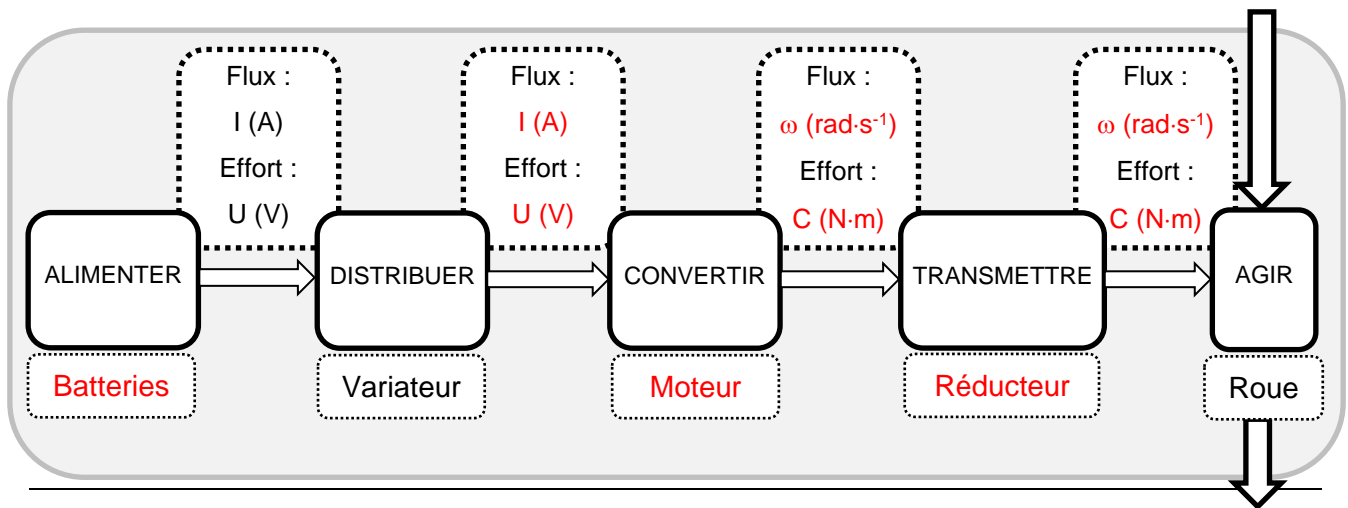 Flux :
I (A)
Effort :
U (V)
Flux :
I (A)
Effort :
U (V)
Flux :
ω (rad·s⁻¹)
Effort :
C (N·m)
Flux :
ω (rad·s⁻¹)
Effort :
C (N·m)
ALIMENTER
DISTRIBUER
CONVERTIR
TRANSMETTRE
AGIR
Batteries
Variateur
Moteur
Réducteur
Roue